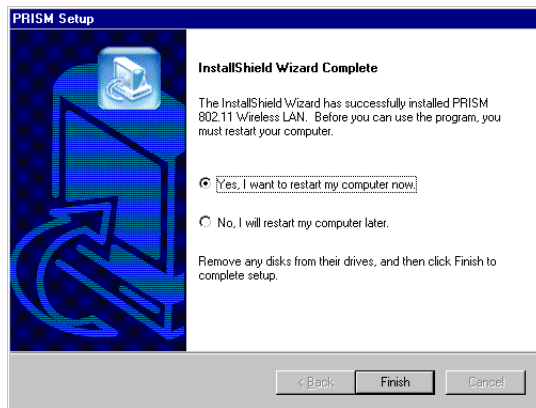 PRISM Setup
InstallShield Wizard Complete
The InstallShield Wizard has successfully installed PRISM
802.11 Wireless LAN. Before you can use the program, you
must restart your computer.
Yes, I want to restart my computer now.
No, I will restart my computer later.
Remove any disks from their drives, and then click Finish to
complete setup.
< Back
Finish
Cancel